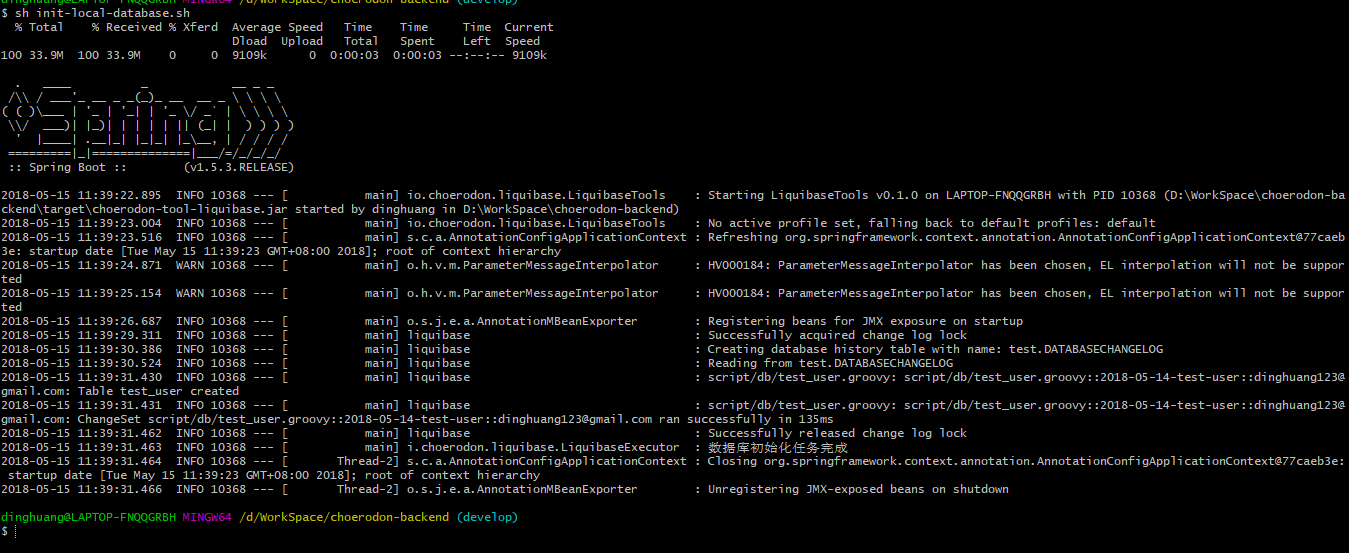 dinghuang@LAPTOP-FNQQGRBH MINGW64 /d/WorkSpace/choerodon-backend (develop)
$ sh init-local-database.sh
  % Total    % Received % Xferd  Average Speed   Time    Time     Time  Current
                                 Dload  Upload   Total   Spent    Left  Speed
100 33.9M  100 33.9M    0     0  9109k      0  0:00:03  0:00:03 --:--:-- 9109k

  .   ____          _            __ _ _
 /\\ / ___'_ __ _ _(_)_ __  __ _ \ \ \ \
( ( )\___ | '_ | '_| | '_ \/ _` | \ \ \ \
 \\/  ___)| |_)| | | | | || (_| |  ) ) ) )
  '  |____| .__|_| |_|_| |_\__, | / / / /
 =========|_|==============|___/=/_/_/_/
 :: Spring Boot ::        (v1.5.3.RELEASE)

2018-05-15 11:39:22.895  INFO 10368 --- [           main] io.choerodon.liquibase.LiquibaseTools    : Starting LiquibaseTools v0.1.0 on LAPTOP-FNQQGRBH with PID 10368 (D:\WorkSpace\choerodon-ba
ckend\target\choerodon-tool-liquibase.jar started by dinghuang in D:\WorkSpace\choerodon-backend)
2018-05-15 11:39:23.004  INFO 10368 --- [           main] io.choerodon.liquibase.LiquibaseTools    : No active profile set, falling back to default profiles: default
2018-05-15 11:39:23.516  INFO 10368 --- [           main] s.c.a.AnnotationConfigApplicationContext : Refreshing org.springframework.context.annotation.AnnotationConfigApplicationContext@77caeb
3e: startup date [Tue May 15 11:39:23 GMT+08:00 2018]; root of context hierarchy
2018-05-15 11:39:24.871  WARN 10368 --- [           main] o.h.v.m.ParameterMessageInterpolator     : HV000184: ParameterMessageInterpolator has been chosen, EL interpolation will not be suppor
ted
2018-05-15 11:39:25.154  WARN 10368 --- [           main] o.h.v.m.ParameterMessageInterpolator     : HV000184: ParameterMessageInterpolator has been chosen, EL interpolation will not be suppor
ted
2018-05-15 11:39:26.687  INFO 10368 --- [           main] o.s.j.e.a.AnnotationMBeanExporter        : Registering beans for JMX exposure on startup
2018-05-15 11:39:29.311  INFO 10368 --- [           main] liquibase                                : Successfully acquired change log lock
2018-05-15 11:39:30.386  INFO 10368 --- [           main] liquibase                                : Creating database history table with name: test.DATABASECHANGELOG
2018-05-15 11:39:30.524  INFO 10368 --- [           main] liquibase                                : Reading from test.DATABASECHANGELOG
2018-05-15 11:39:31.430  INFO 10368 --- [           main] liquibase                                : script/db/test_user.groovy: script/db/test_user.groovy::2018-05-14-test-user::dinghuang123@
gmail.com: Table test_user created
2018-05-15 11:39:31.431  INFO 10368 --- [           main] liquibase                                : script/db/test_user.groovy: script/db/test_user.groovy::2018-05-14-test-user::dinghuang123@
gmail.com: ChangeSet script/db/test_user.groovy::2018-05-14-test-user::dinghuang123@gmail.com ran successfully in 135ms
2018-05-15 11:39:31.462  INFO 10368 --- [           main] liquibase                                : Successfully released change log lock
2018-05-15 11:39:31.463  INFO 10368 --- [           main] i.choerodon.liquibase.LiquibaseExecutor  : 数据库初始化任务完成
2018-05-15 11:39:31.464  INFO 10368 --- [       Thread-2] s.c.a.AnnotationConfigApplicationContext : Closing org.springframework.context.annotation.AnnotationConfigApplicationContext@77caeb3e:
 startup date [Tue May 15 11:39:23 GMT+08:00 2018]; root of context hierarchy
2018-05-15 11:39:31.466  INFO 10368 --- [       Thread-2] o.s.j.e.a.AnnotationMBeanExporter        : Unregistering JMX-exposed beans on shutdown

dinghuang@LAPTOP-FNQQGRBH MINGW64 /d/WorkSpace/choerodon-backend (develop)
$